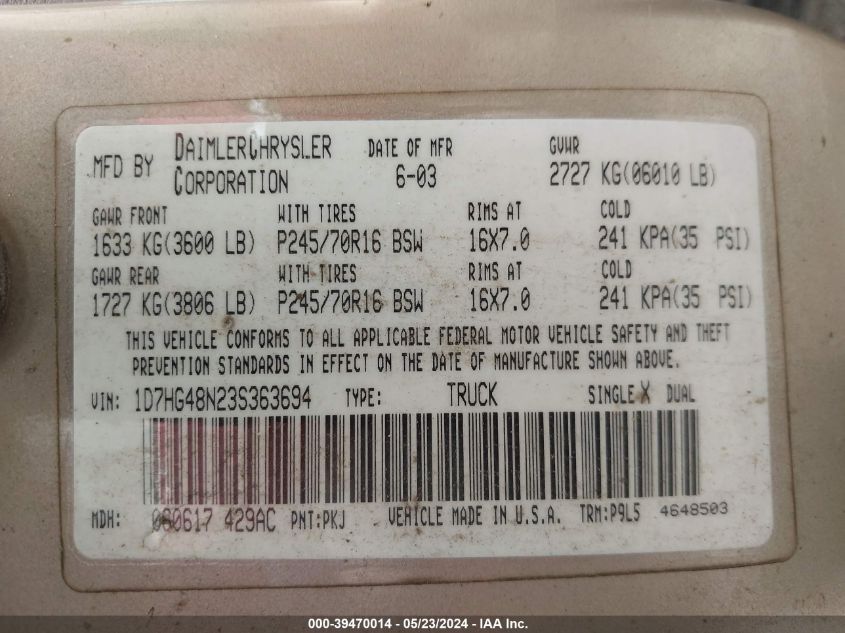 MFD BY DAIMLERCHRYSLER CORPORATION DATE OF MFR 6-03 GVWR 2727 KG(06010 LB)
GAWR FRONT WITH TIRES RIMS AT COLD
1633 KG(3600 LB) P245/70R16 BSW 16X7.0 241 KPA(35 PSI)
GAWR REAR WITH TIRES RIMS AT COLD
1727 KG(3806 LB) P245/70R16 BSW 16X7.0 241 KPA(35 PSI)
THIS VEHICLE CONFORMS TO ALL APPLICABLE FEDERAL MOTOR VEHICLE SAFETY AND THEFT
PREVENTION STANDARDS IN EFFECT ON THE DATE OF MANUFACTURE SHOWN ABOVE.
VIN: 1D7HG48N23S363694 TYPE: TRUCK SINGLE X DUAL
MDH: 060617 429AC PNT:PKJ VEHICLE MADE IN U.S.A. TRM:P9L5 4648503
000-39470014 - 05/23/2024 - IAA Inc.